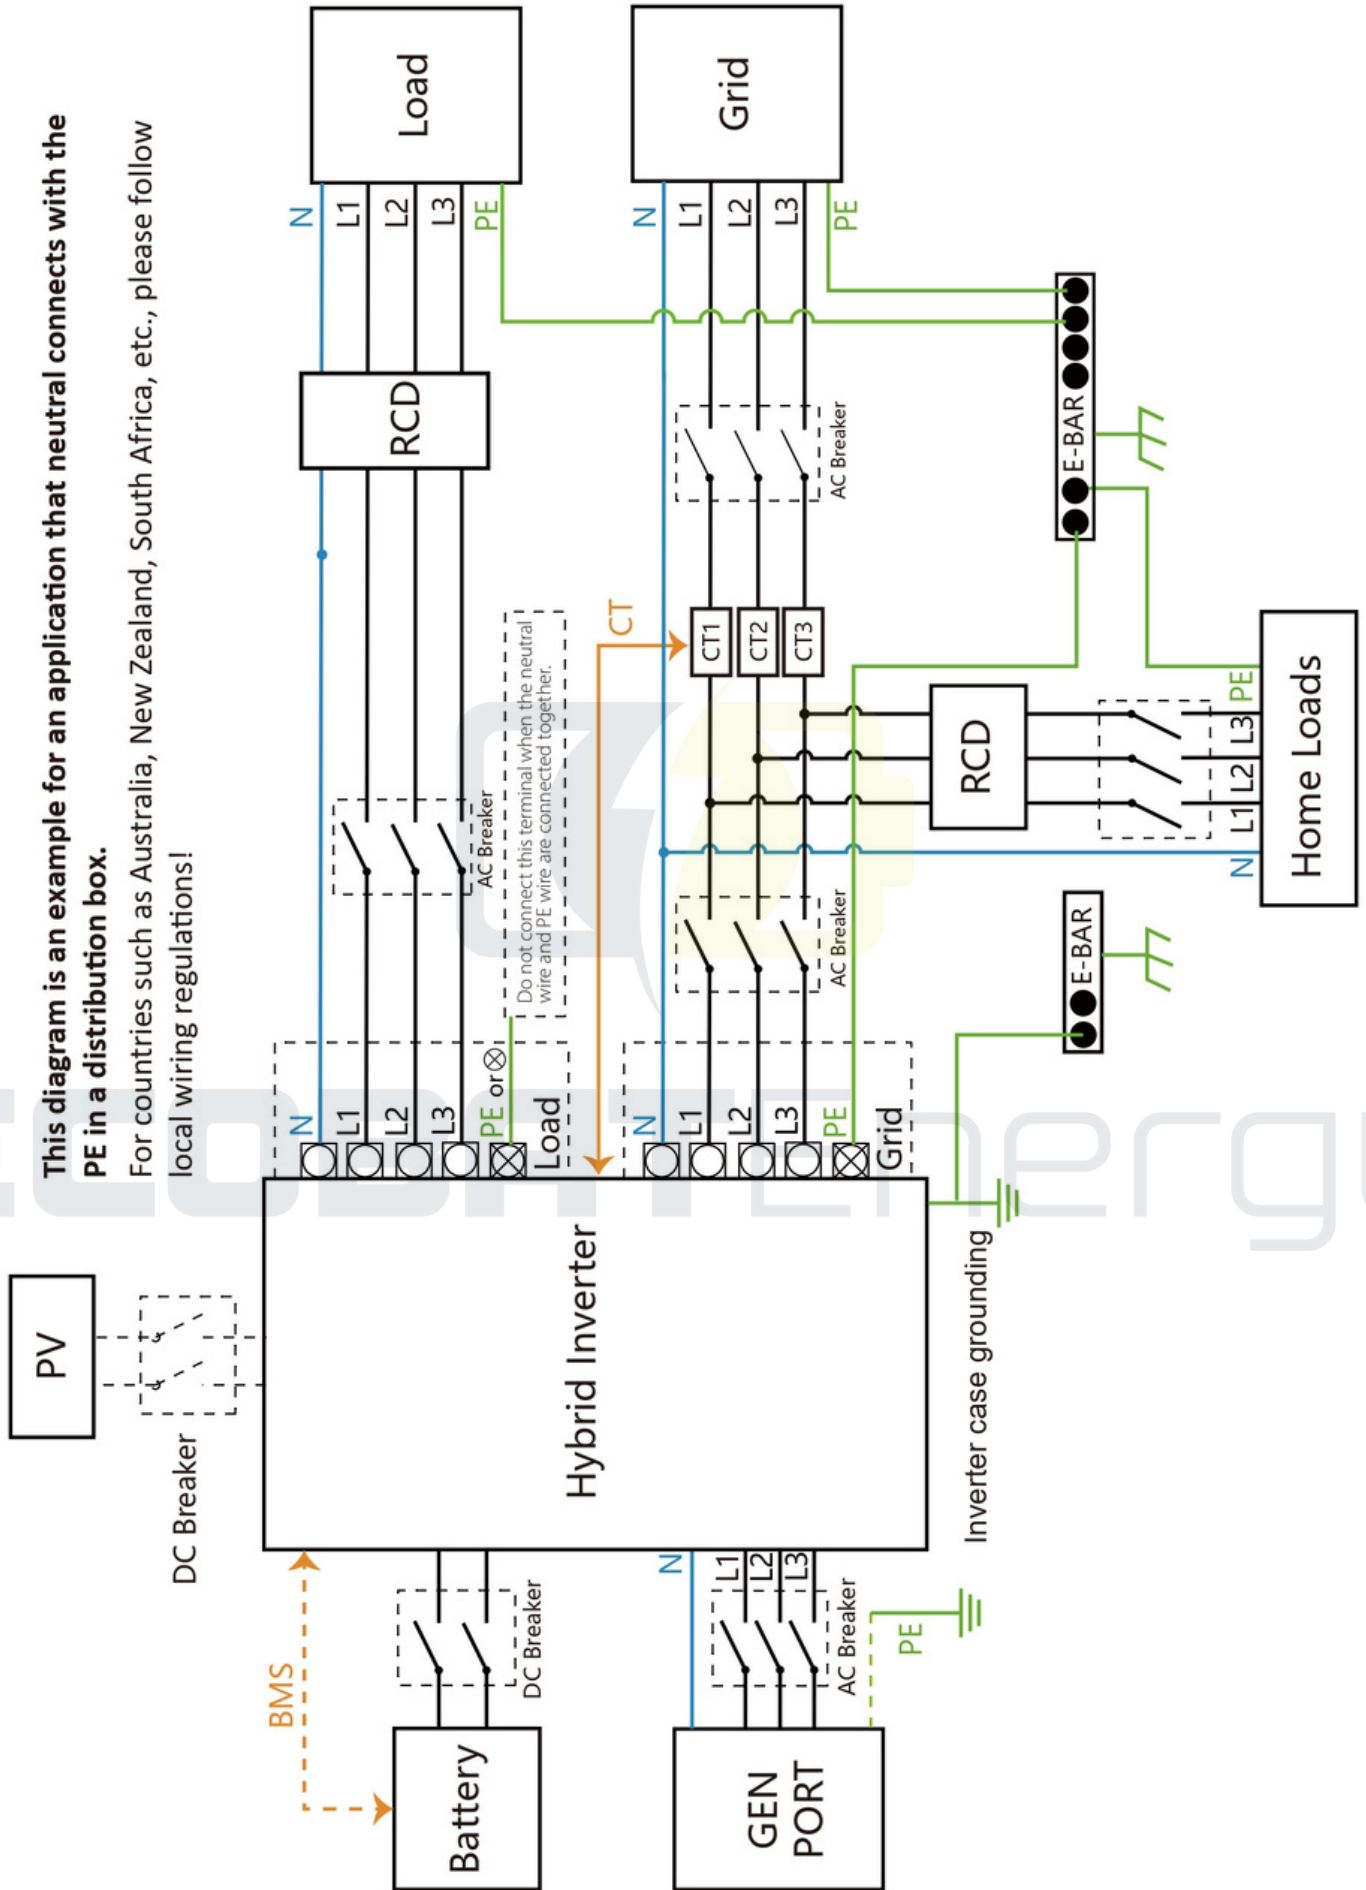 This diagram is an example for an application that neutral connects with the
PE in a distribution box.
For countries such as Australia, New Zealand, South Africa, etc., please follow
local wiring regulations!
PV
DC Breaker
BMS
Battery
DC Breaker
Hybrid Inverter
N
L1
L2
L3
PE or
Load
AC Breaker
RCD
N
L1
L2
L3
PE
Load
Do not connect this terminal when the neutral
wire and PE wire are connected together.
CT
GEN
PORT
N
L1
L2
L3
AC Breaker
PE
N
L1
L2
L3
PE
Grid
AC Breaker
CT1
CT2
CT3
AC Breaker
N
L1
L2
L3
PE
Grid
Inverter case grounding
E-BAR
RCD
E-BAR
N
L1
L2
L3
PE
Home Loads
ECOBATEnergy